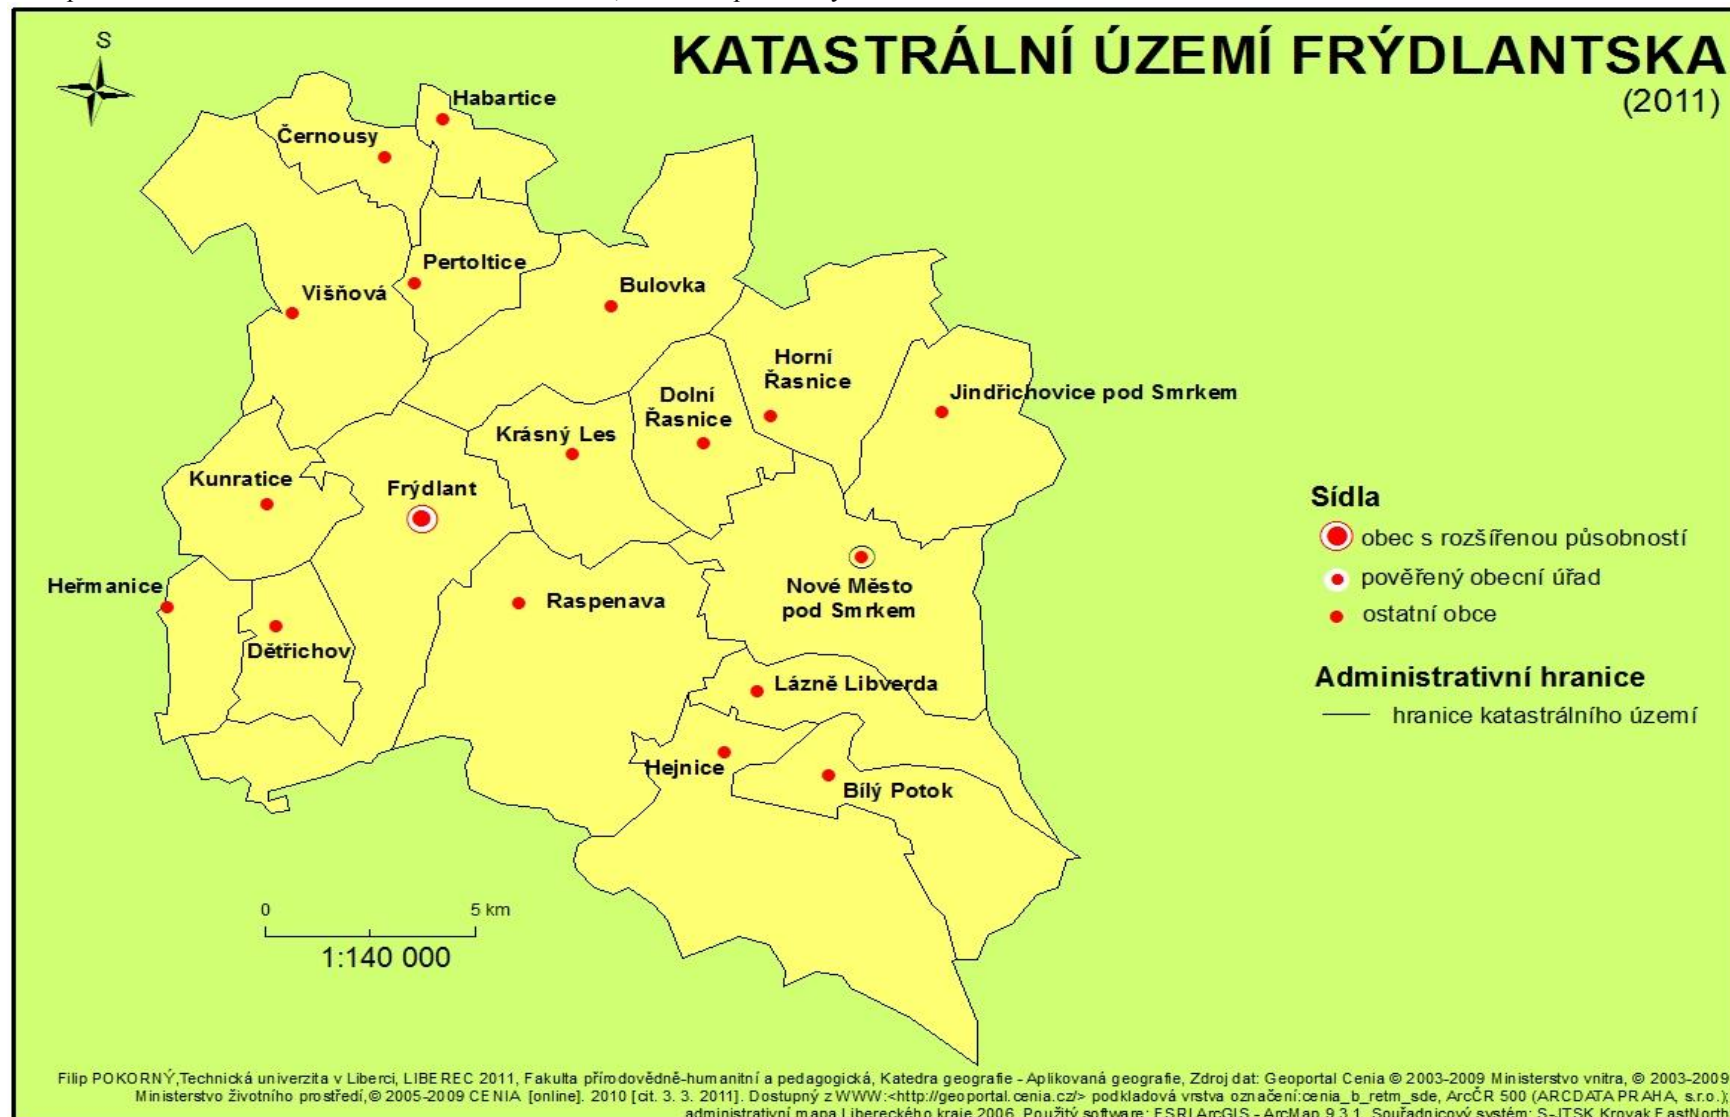 KATASTRÁLNÍ ÚZEMÍ FRÝDLANTSKA
(2011)
S
Habartice
Černousy
Pertoltice
Višňová
Bulovka
Horní
Řasnice
Dolní
Řasnice
Jindřichovice pod Smrkem
Krásný Les
Kunratice
Frýdlant
Heřmanice
Dětřichov
Raspenava
Nové Město
pod Smrkem
Lázně Libverda
Hejnice
Bílý Potok
Sídla
obec s rozšířenou působností
pověřený obecní úřad
ostatní obce
Administrativní hranice
hranice katastrálního území
0 5 km
1:140 000
Filip POKORNÝ,Technická univerzita v Liberci, LIBEREC 2011, Fakulta přírodovědně-humanitní a pedagogická, Katedra geografie - Aplikovaná geografie, Zdroj dat: Geoportal Cenia © 2003-2009 Ministerstvo vnitra, © 2003-2009
Ministerstvo životního prostředí,© 2005-2009 CENIA [online]. 2010 [cit. 3. 3. 2011]. Dostupný z WWW:<http://geoportal.cenia.cz/> podkladová vrstva označení:cenia_b_retm_sde, ArcČR 500 (ARCDATA PRAHA, s.r.o.),
administrativní mapa Libereckého kraje 2006. Použitý software: ESRI ArcGIS - ArcMap 9.3.1. Souřadnicový systém: S-JTSK Krovak EastNort